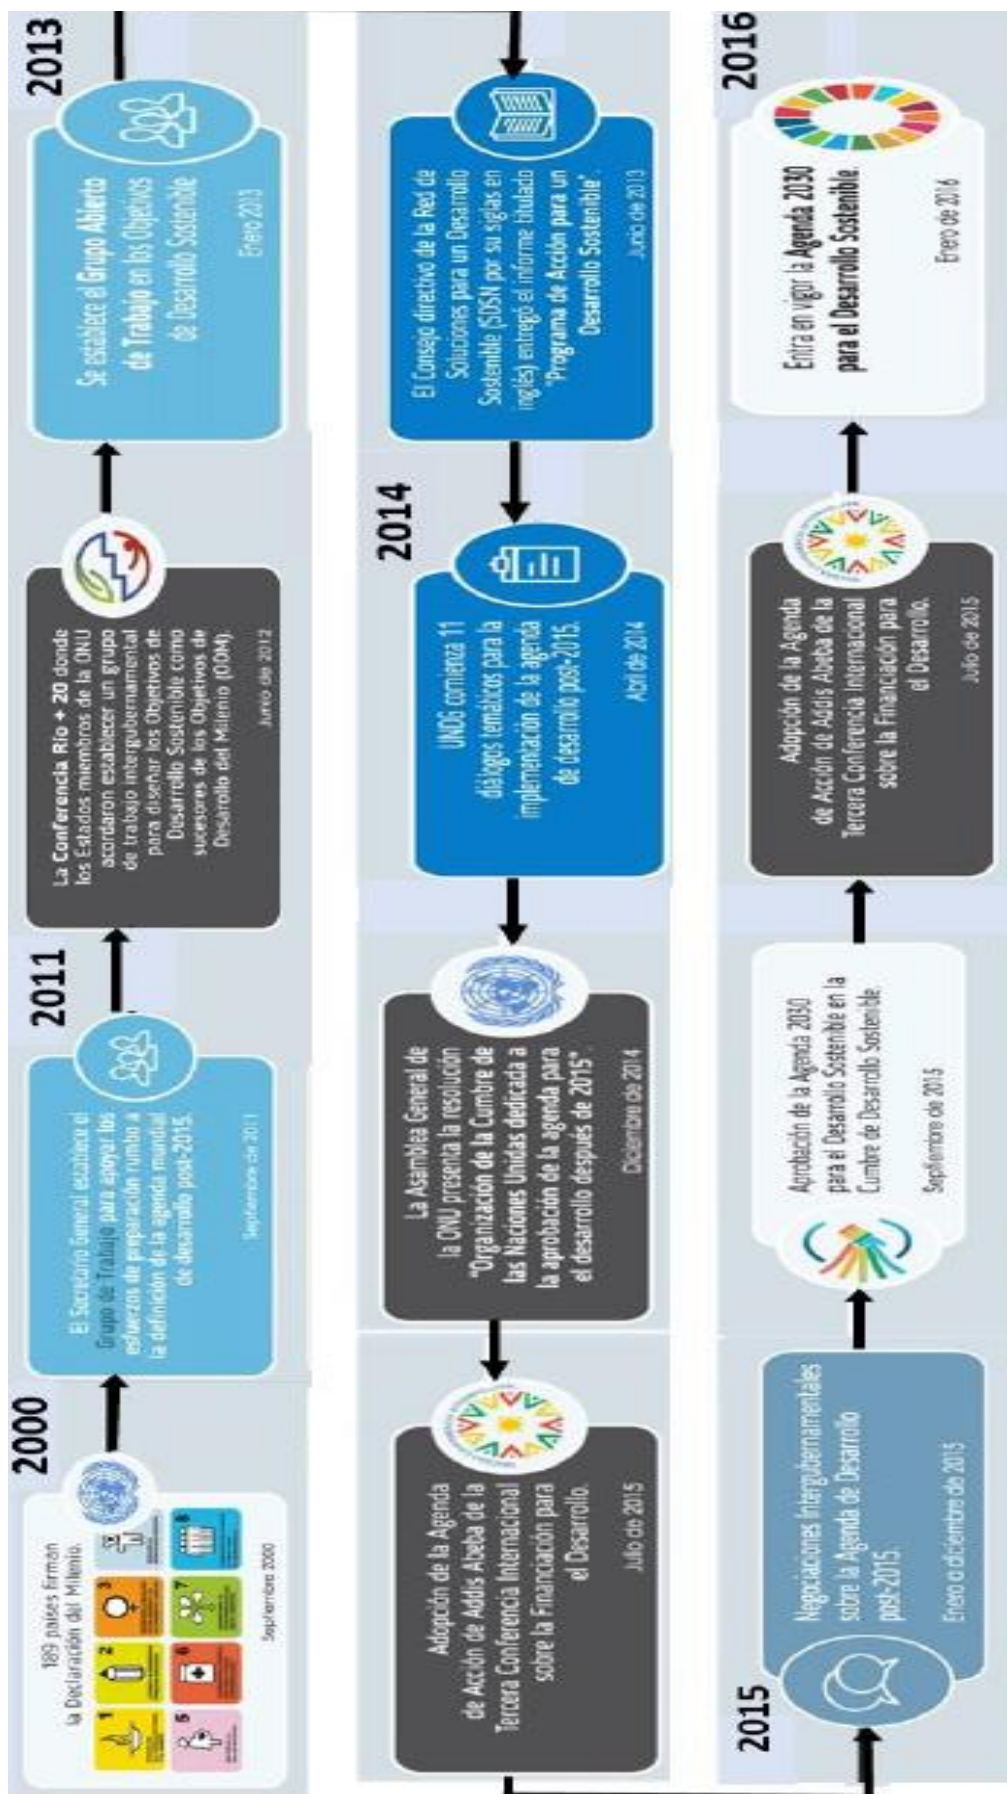 2000
189 países firman
la Declaración del Milenio.
1
2
3
5
6
7
8
Septiembre 2000
El Secretario General establece el
Grupo de Trabajo para apoyar los
esfuerzos de preparación rumbo a
la definición de la agenda mundial
de desarrollo post-2015.
Septiembre de 2011
2011
La Conferencia Río + 20 donde
los Estados miembros de la ONU
acordaron establecer un grupo
de trabajo intergubernamental
para diseñar los Objetivos de
Desarrollo Sostenible como
sucesores de los Objetivos de
Desarollo del Milenio (ODM).
Junio de 2012
2013
Se establece el Grupo Abierto
de Trabajo en los Objetivos
de Desarrollo Sostenible
Enero 2013
El Consejo directivo de la Red de
Soluciones para un Desarrollo
Sostenible (SDSN por su siglas en
inglés) entregó el informe titulado
"Programa de Acción para un
Desarrollo Sostenible".
Junio de 2013
2014
UNDG comienza 11
diálogos temáticos para la
implementación de la agenda
de desarrollo post-2015.
Abril de 2014
La Asamblea General de
la ONU presenta la resolución
"Organización de la Cumbre de
las Naciones Unidas dedicada a
la aprobación de la agenda para
el desarrollo después de 2015".
Diciembre de 2014
Adopción de la Agenda
de Acción de Addis Abeba de la
Tercera Conferencia Internacional
sobre la Financiación para
el Desarrollo.
Julio de 2015
2015
Negociaciones Intergubernamentales
sobre la Agenda de Desarrollo
post-2015.
Enero a diciembre de 2015
Aprobación de la Agenda 2030
para el Desarrollo Sostenible en la
Cumbre de Desarrollo Sostenible
Septiembre de 2015
Adopción de la Agenda
de Acción de Addis Abeba de la
Tercera Conferencia Internacional
sobre la Financiación para
el Desarrollo.
Julio de 2015
2016
Entra en vigor la Agenda 2030
para el Desarrollo Sostenible.
Enero de 2016